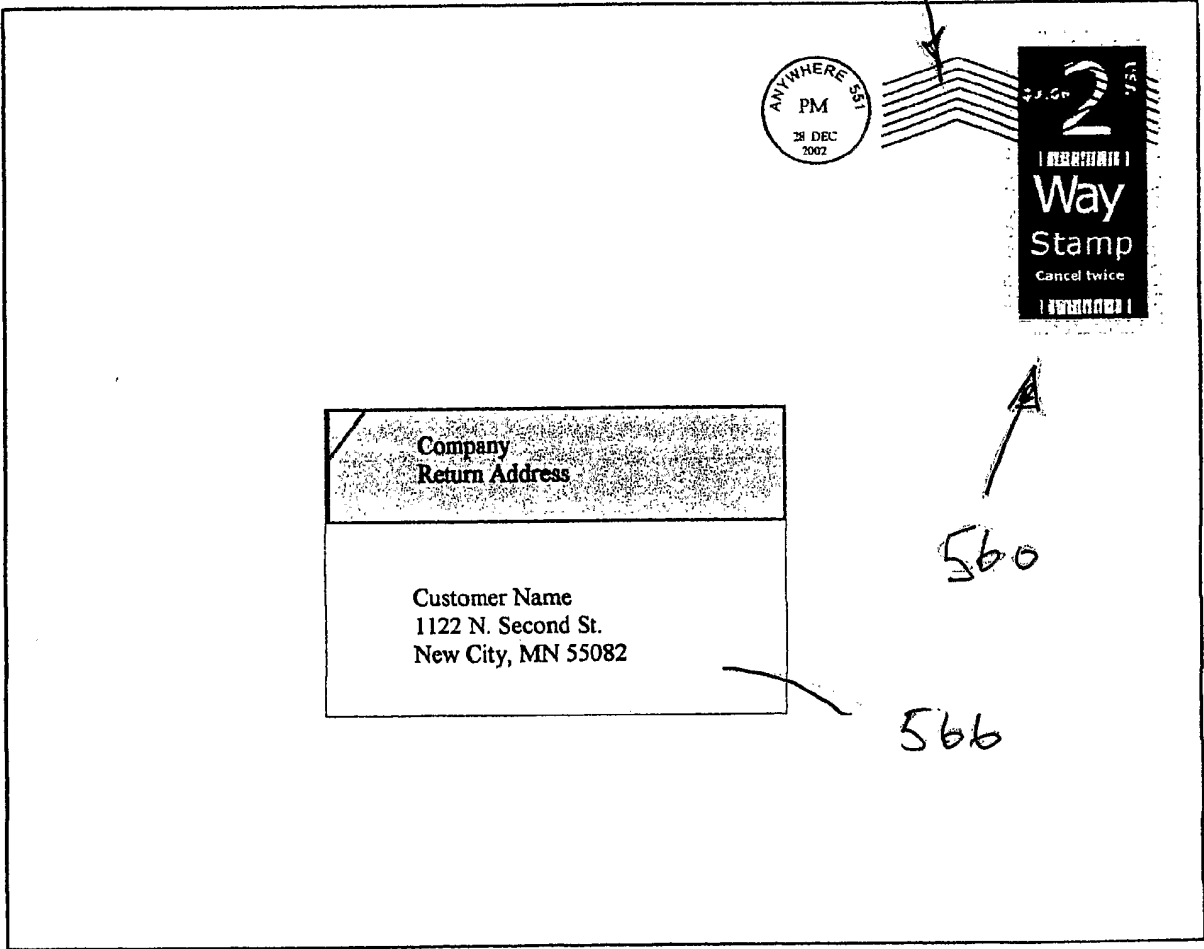 ANYWHERE 551
PM
28 DEC
2002
2
USA
Way
Stamp
Cancel twice
Company
Return Address
Customer Name
1122 N. Second St.
New City, MN 55082
560
566